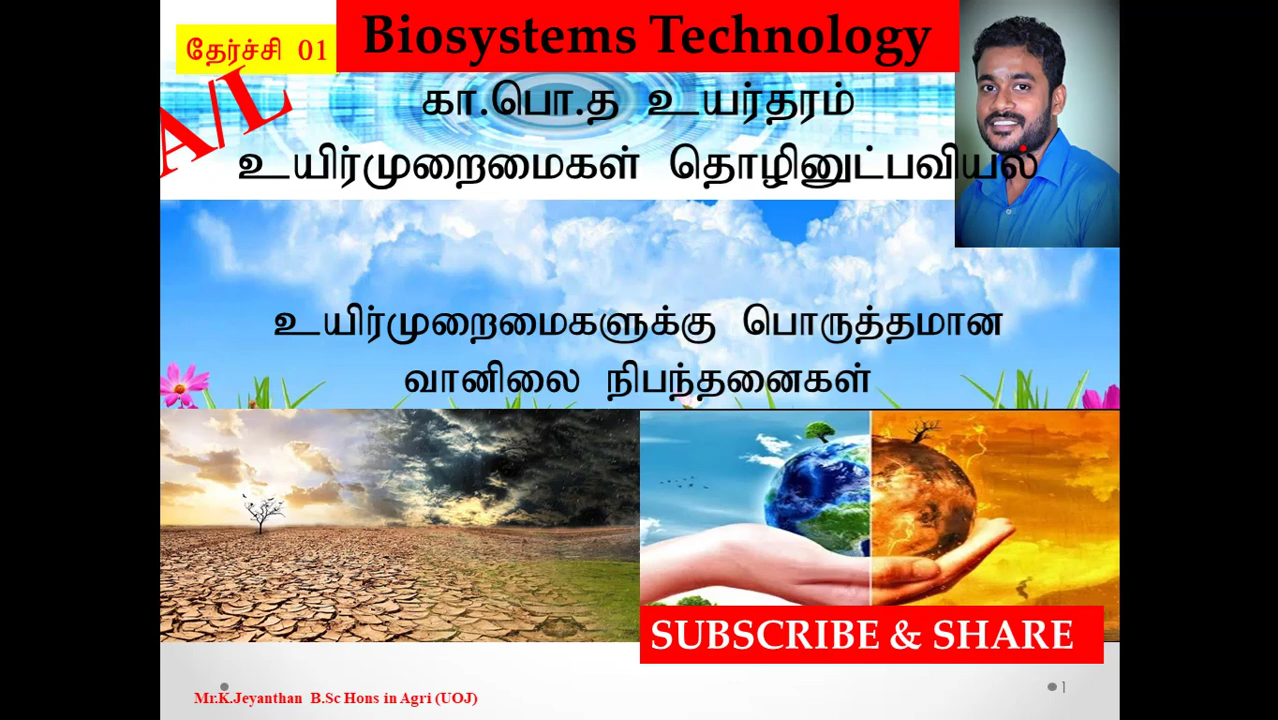 தேர்ச்சி 01
Biosystems Technology
A/L
கா.பொ.த உயர்தரம்
உயிர்முறைமைகள் தொழினுட்பவியல்
உயிர்முறைமைகளுக்கு பொருத்தமான
வானிலை நிபந்தனைகள்
SUBSCRIBE & SHARE
Mr.K.Jeyanthan B.Sc Hons in Agri (UOJ)
1